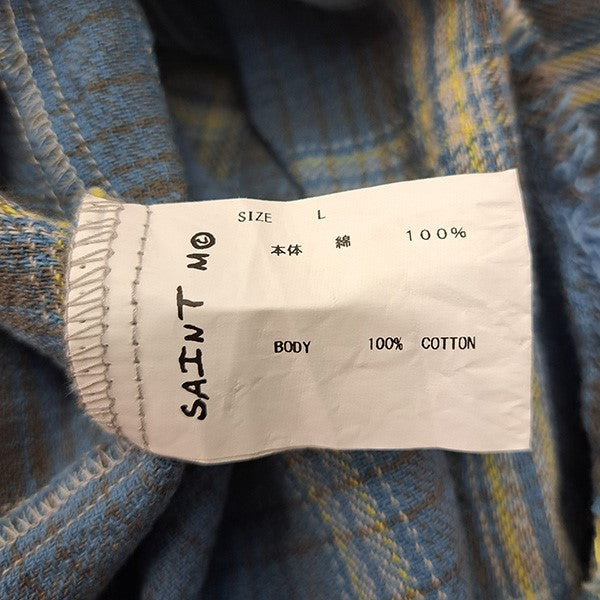 SAINT M©
SIZE L
本体 綿 100%
BODY 100% COTTON